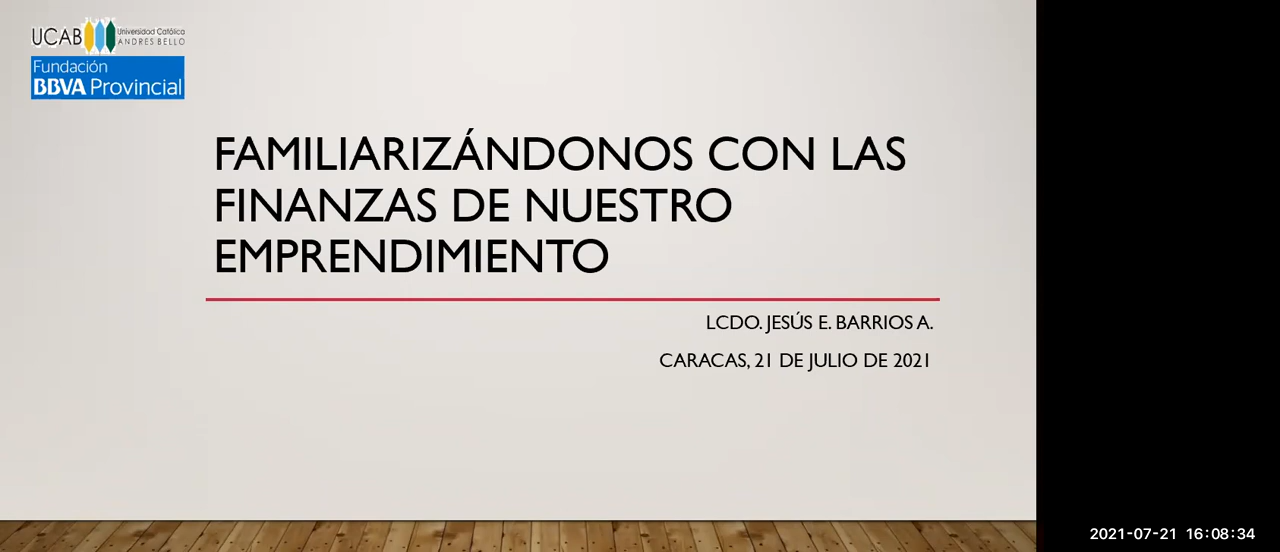 UCAB
Universidad Católica
ANDRES BELLO
Fundación
BBVA Provincial
FAMILIARIZÁNDONOS CON LAS
FINANZAS DE NUESTRO
EMPRENDIMIENTO
LCDO. JESÚS E. BARRIOS A.
CARACAS, 21 DE JULIO DE 2021
2021-07-21 16:08:34